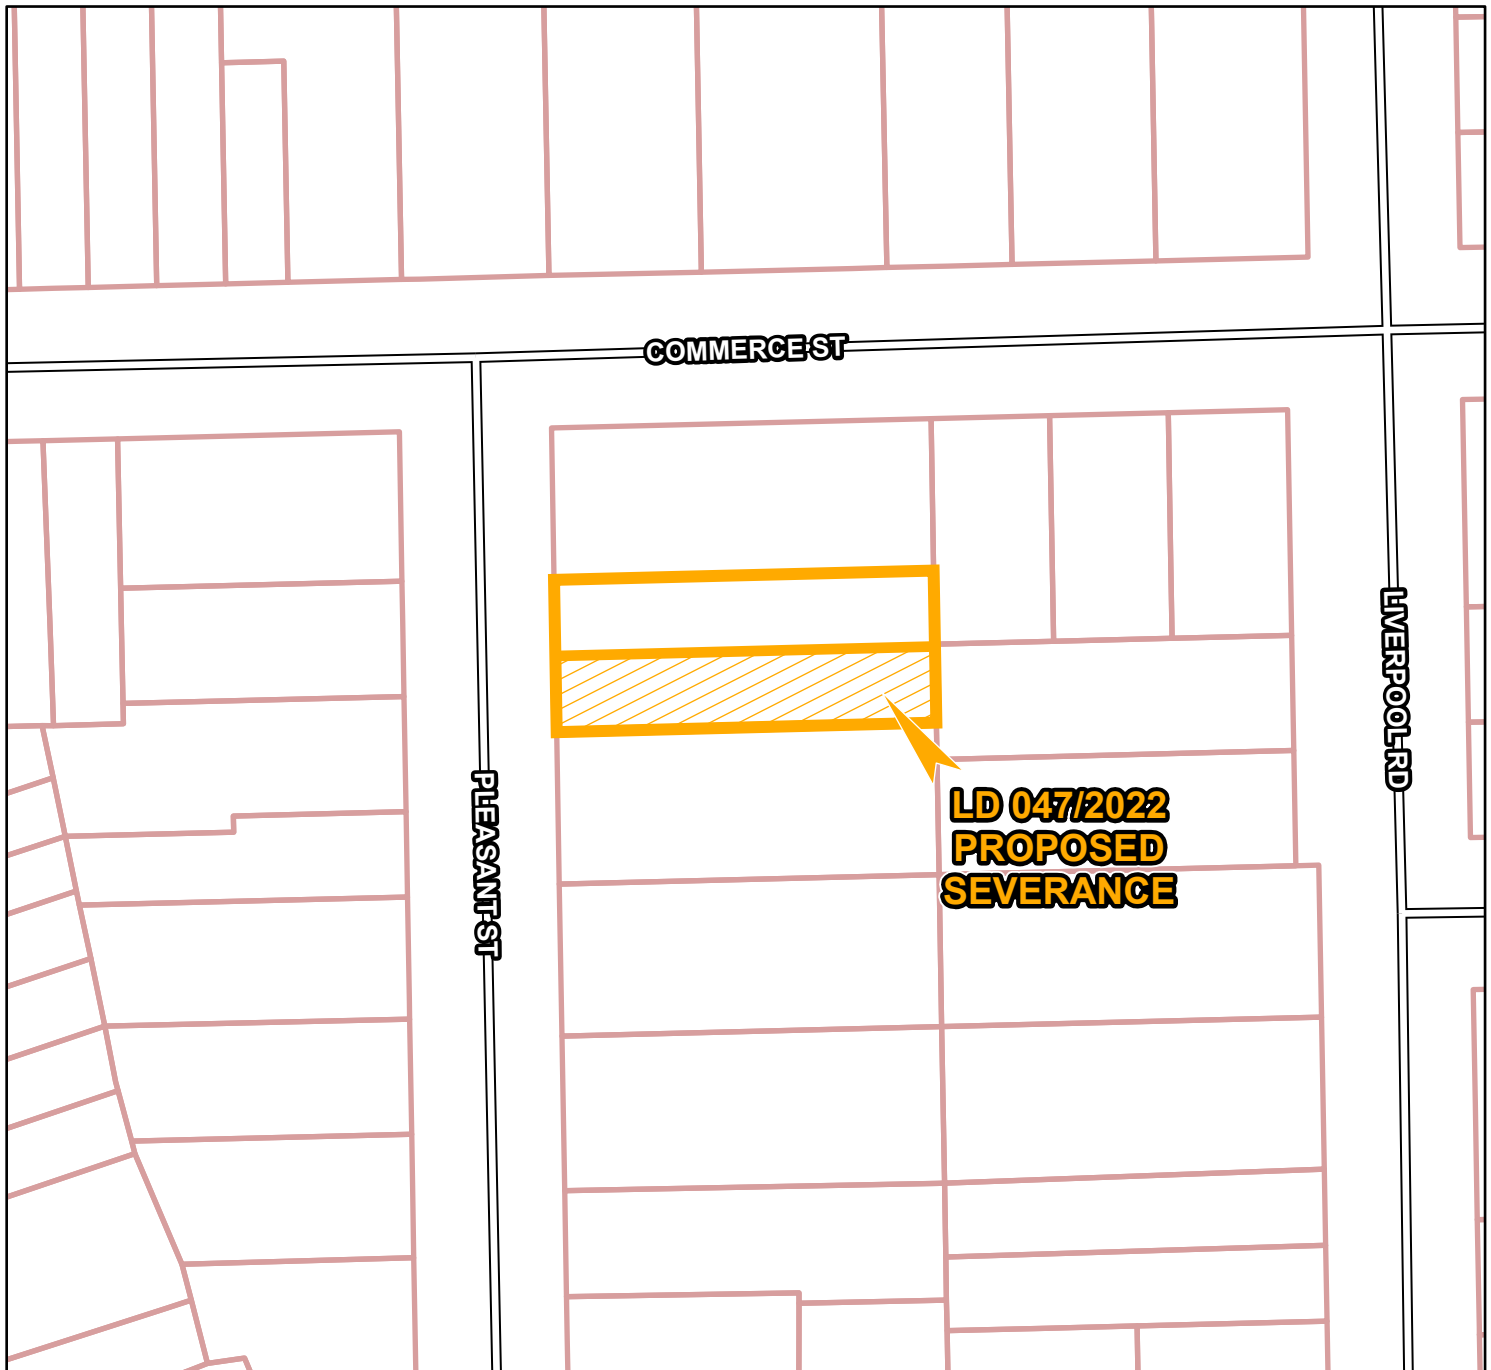 COMMERCE ST
LIVERPOOL RD
PLEASANT ST
LD 047/2022
PROPOSED
SEVERANCE